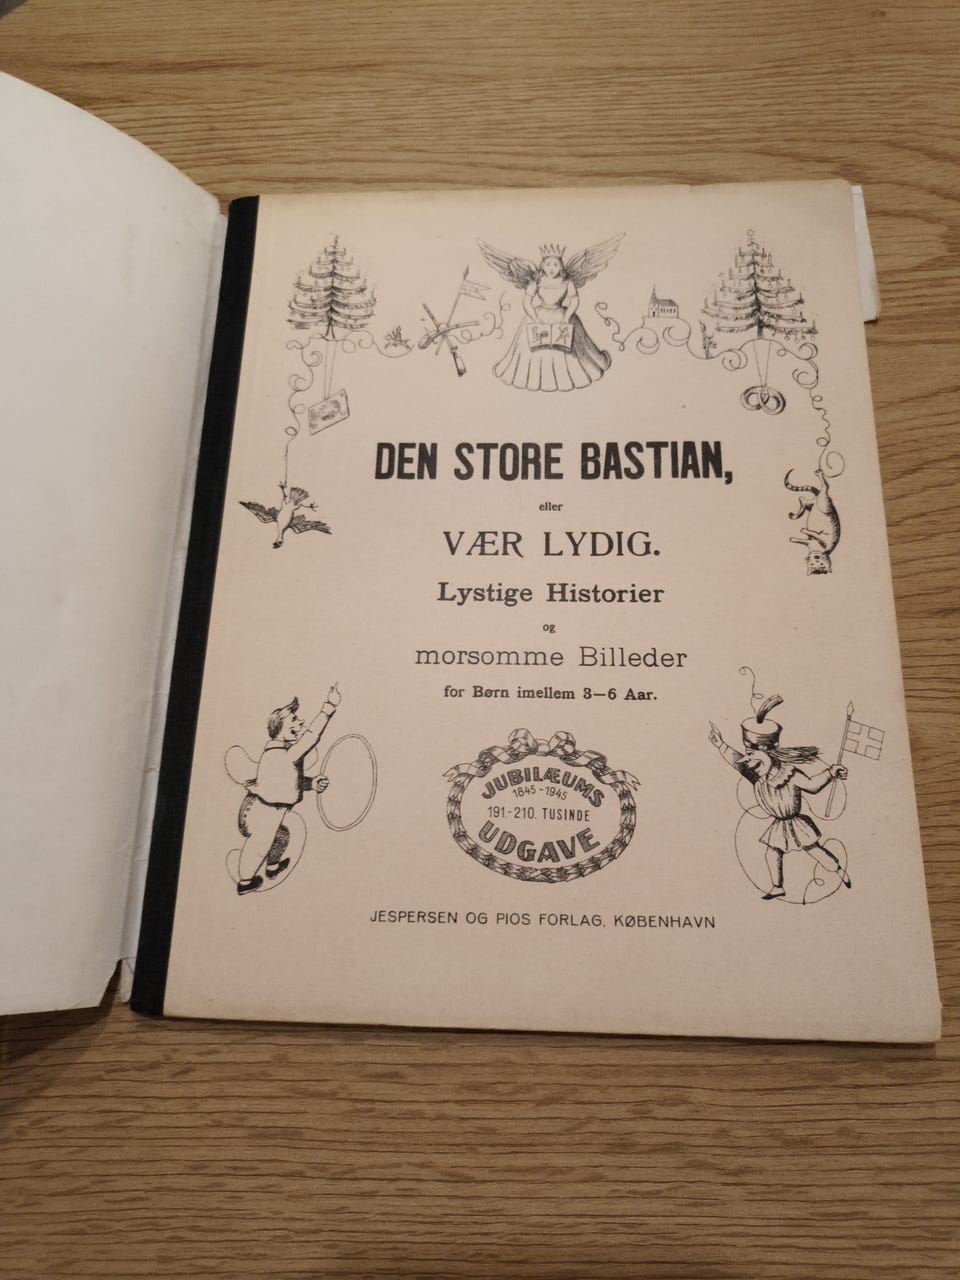 DEN STORE BASTIAN,
eller
VÆR LYDIG.
Lystige Historier
og
morsomme Billeder
for Børn imellem 3—6 Aar.
JUBILÆUMS
1845-1945
191.-210. TUSINDE
UDGAVE
JESPERSEN OG PIOS FORLAG, KØBENHAVN